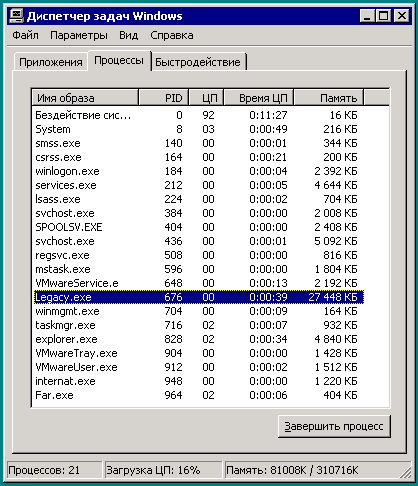 Диспетчер задач Windows
Файл Параметры Вид Справка
Приложения Процессы Быстродействие
Имя образа PID ЦП Время ЦП Память
Бездействие сис... 0 92 0:11:27 16 КБ
System 8 03 0:00:49 216 КБ
smss.exe 140 00 0:00:01 344 КБ
csrss.exe 164 00 0:00:21 200 КБ
winlogon.exe 184 00 0:00:04 2 392 КБ
services.exe 212 00 0:00:05 4 644 КБ
lsass.exe 224 00 0:00:02 704 КБ
svchost.exe 384 00 0:00:00 2 008 КБ
SPOOLSV.EXE 404 00 0:00:00 2 408 КБ
svchost.exe 436 00 0:00:01 5 092 КБ
regsvc.exe 508 00 0:00:00 816 КБ
mstask.exe 596 00 0:00:00 1 804 КБ
VMwareService.e 648 00 0:00:13 2 192 КБ
Legacy.exe 676 00 0:00:39 27 448 КБ
winmgmt.exe 704 00 0:00:09 164 КБ
taskmgr.exe 716 02 0:00:07 932 КБ
explorer.exe 828 02 0:00:34 4 840 КБ
VMwareTray.exe 904 00 0:00:00 1 428 КБ
VMwareUser.exe 912 00 0:00:02 1 512 КБ
internat.exe 948 00 0:00:00 1 220 КБ
Far.exe 964 02 0:00:06 404 КБ
Завершить процесс
Процессов: 21 Загрузка ЦП: 16% Память: 81008K / 310716K